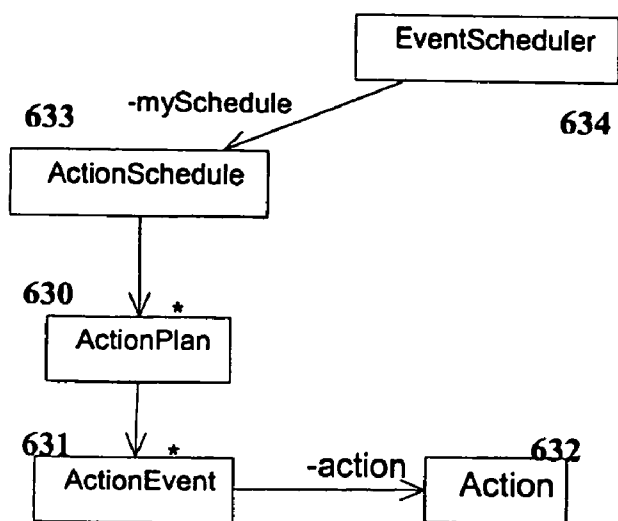 EventScheduler
-mySchedule
633
634
ActionSchedule
630
*
ActionPlan
631
*
-action
632
ActionEvent
Action